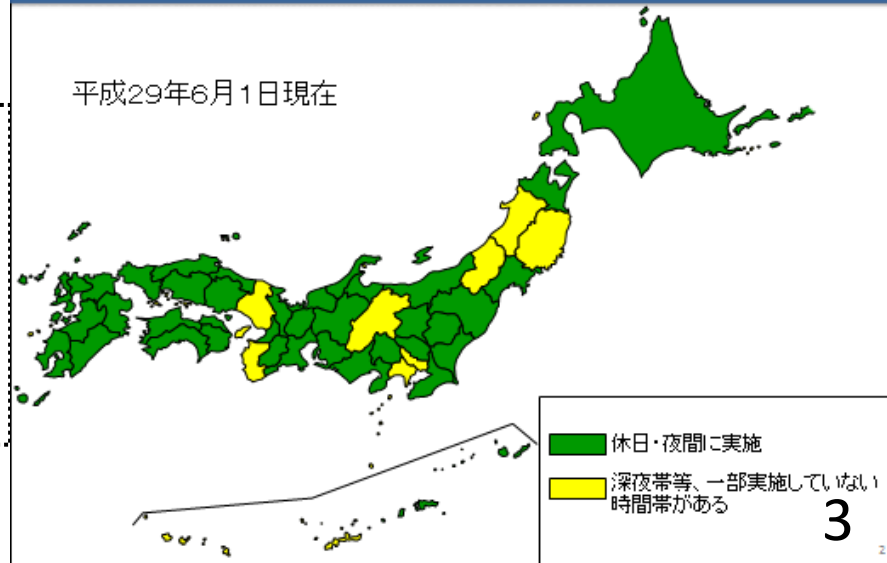 平成29年6月1日現在
休日・夜間に実施
深夜帯等、一部実施していない
時間帯がある
3
2